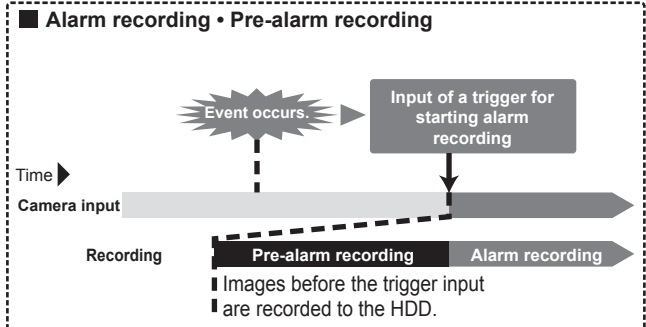 ■ Alarm recording • Pre-alarm recording
Event occurs.
Input of a trigger for
starting alarm
recording
Time
Camera input
Recording
Pre-alarm recording
Alarm recording
Images before the trigger input
are recorded to the HDD.